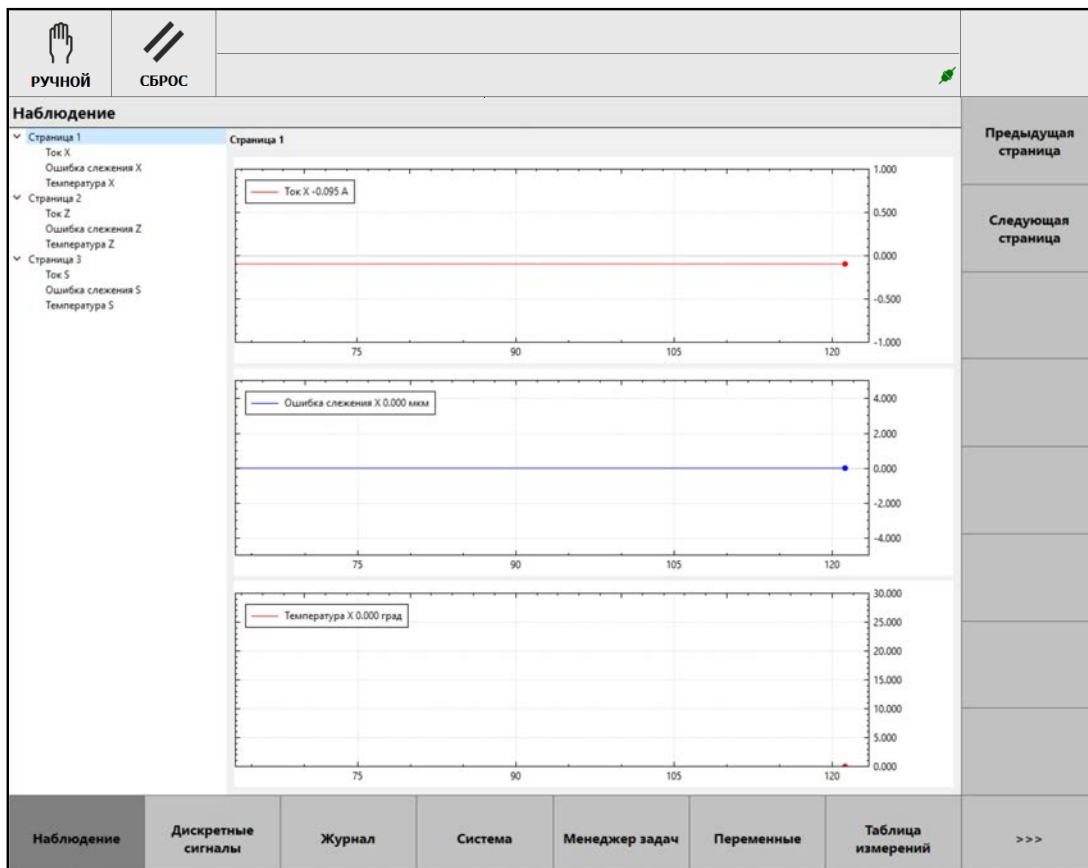 РУЧНОЙ
СБРОС
Наблюдение
Страница 1
Ток X
Ошибка слежения X
Температура X
Страница 2
Ток Z
Ошибка слежения Z
Температура Z
Страница 3
Ток S
Ошибка слежения S
Температура S
Страница 1
Ток X -0.095 А
1.000
0.500
0.000
-0.500
-1.000
75 90 105 120
Ошибка слежения X 0.000 мкм
4.000
2.000
0.000
-2.000
-4.000
75 90 105 120
Температура X 0.000 град
30.000
25.000
20.000
15.000
10.000
5.000
0.000
75 90 105 120
Предыдущая
страница
Следующая
страница
Наблюдение
Дискретные
сигналы
Журнал
Система
Менеджер задач
Переменные
Таблица
измерений
>>>